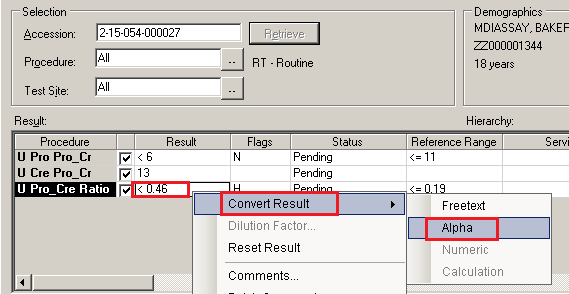 Selection
Accession: 2-15-054-000027 Retrieve
Procedure: All .. RT - Routine
Test Site: All ..
Demographics
MDIASSAY, BAKER
ZZ000001344
18 years
Result: Hierarchy:
Procedure Result Flags Status Reference Range Servi
U Pro Pro_Cr < 6 N Pending <= 11
U Cre Pro_Cr 13 Pending
U Pro_Cre Ratio < 0.46 H Pending <= 0.19
Convert Result
Dilution Factor...
Reset Result
Comments...
Freetext
Alpha
Numeric
Calculation